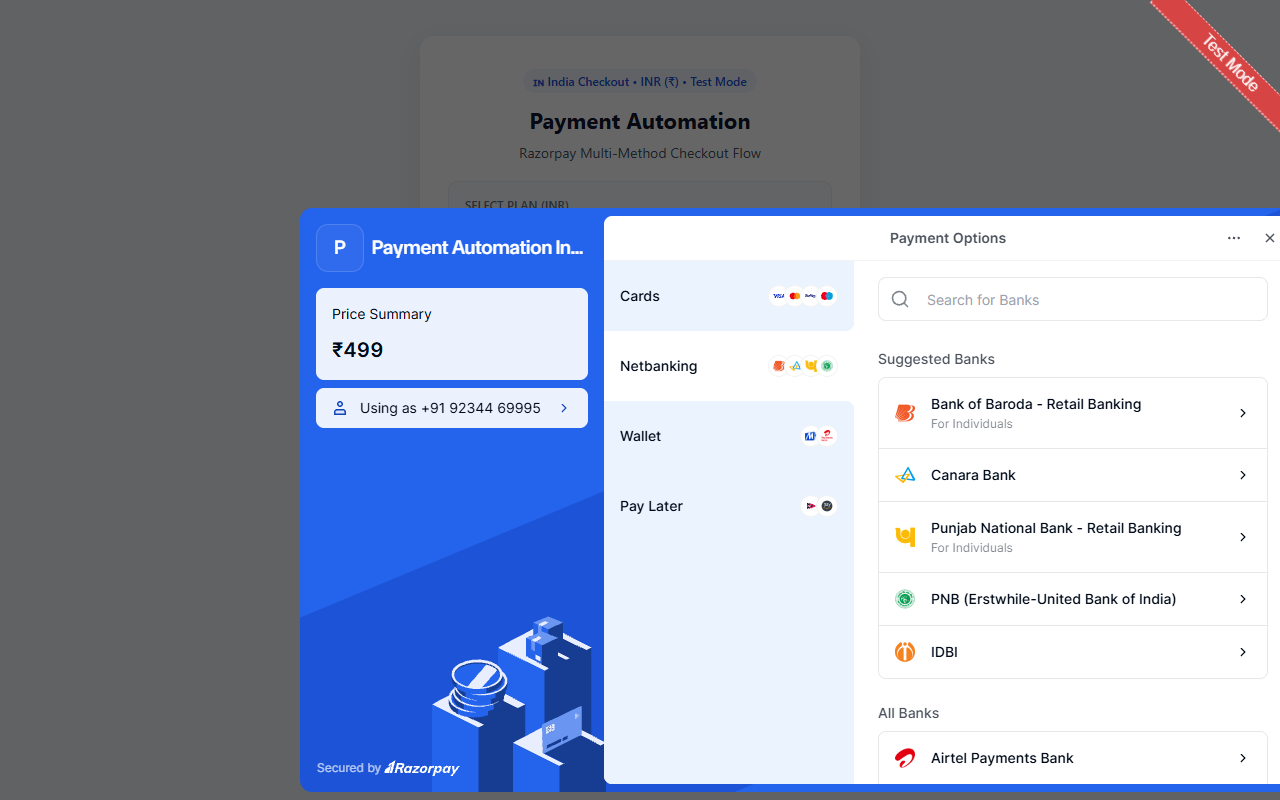 IN India Checkout • INR (₹) • Test Mode
Payment Automation
Razorpay Multi-Method Checkout Flow
SELECT PLAN (INR)
Test Mode
P
Payment Automation In...
Price Summary
₹499
Using as +91 92344 69995
Secured by Razorpay
Payment Options
Cards
VISA
Netbanking
Wallet
Pay Later
Search for Banks
Suggested Banks
Bank of Baroda - Retail Banking
For Individuals
Canara Bank
Punjab National Bank - Retail Banking
For Individuals
PNB (Erstwhile-United Bank of India)
IDBI
All Banks
Airtel Payments Bank